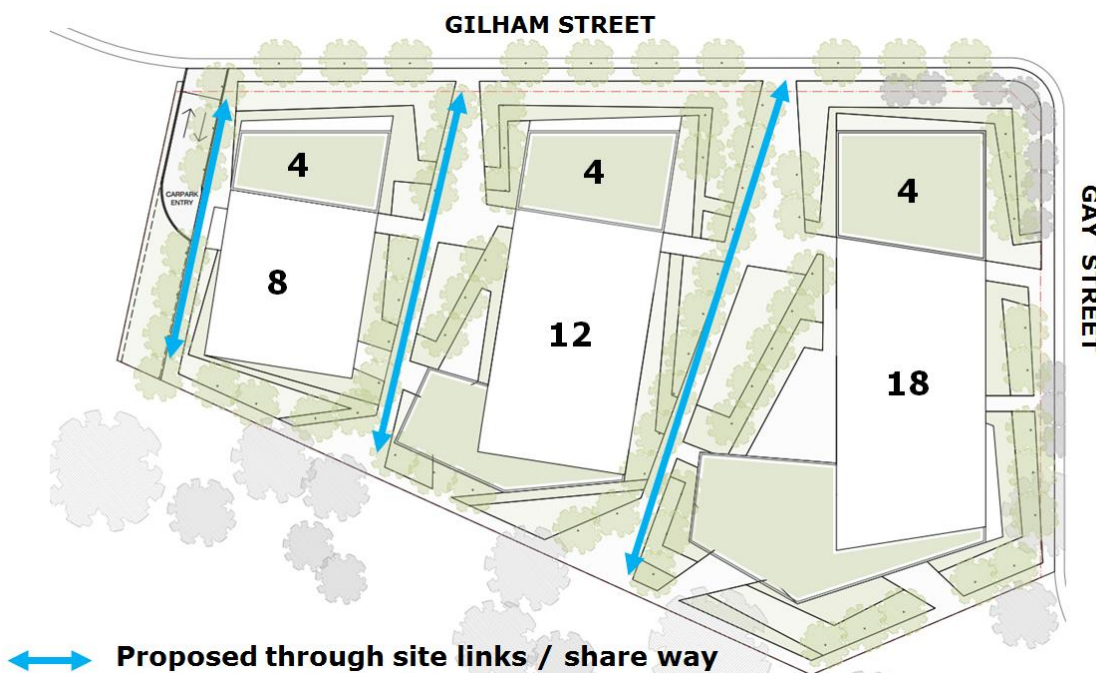 GILHAM STREET
4
4
4
CARPARK
ENTRY
GAY STREET
8
12
18
Proposed through site links / share way